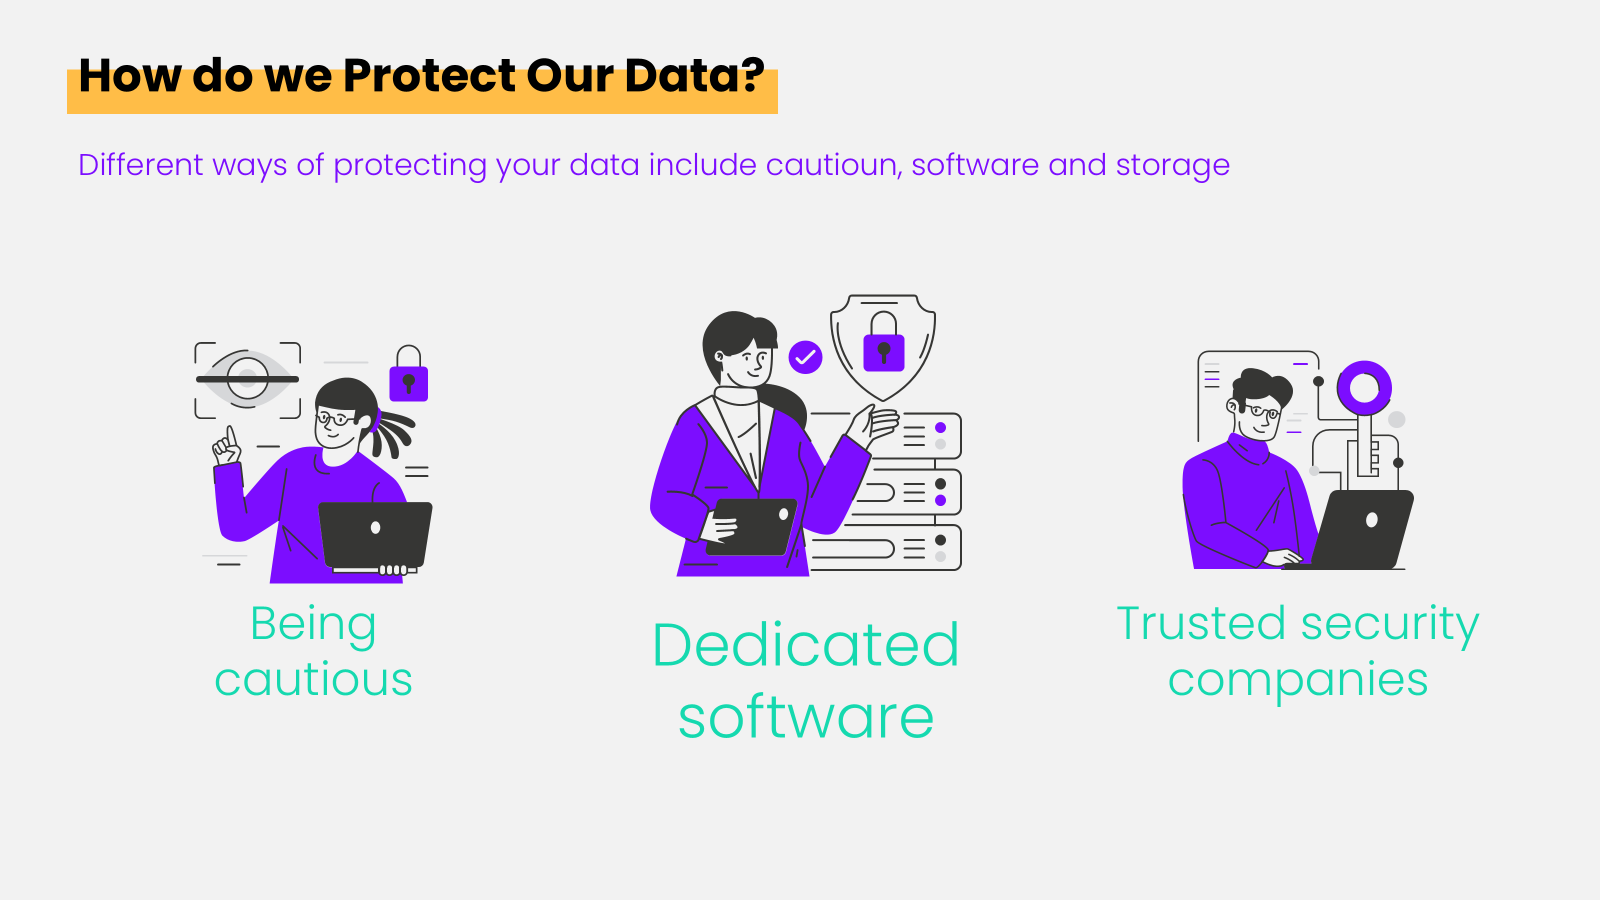 How do we Protect Our Data?
Different ways of protecting your data include cautioun, software and storage
Being
cautious
Dedicated
software
Trusted security
companies